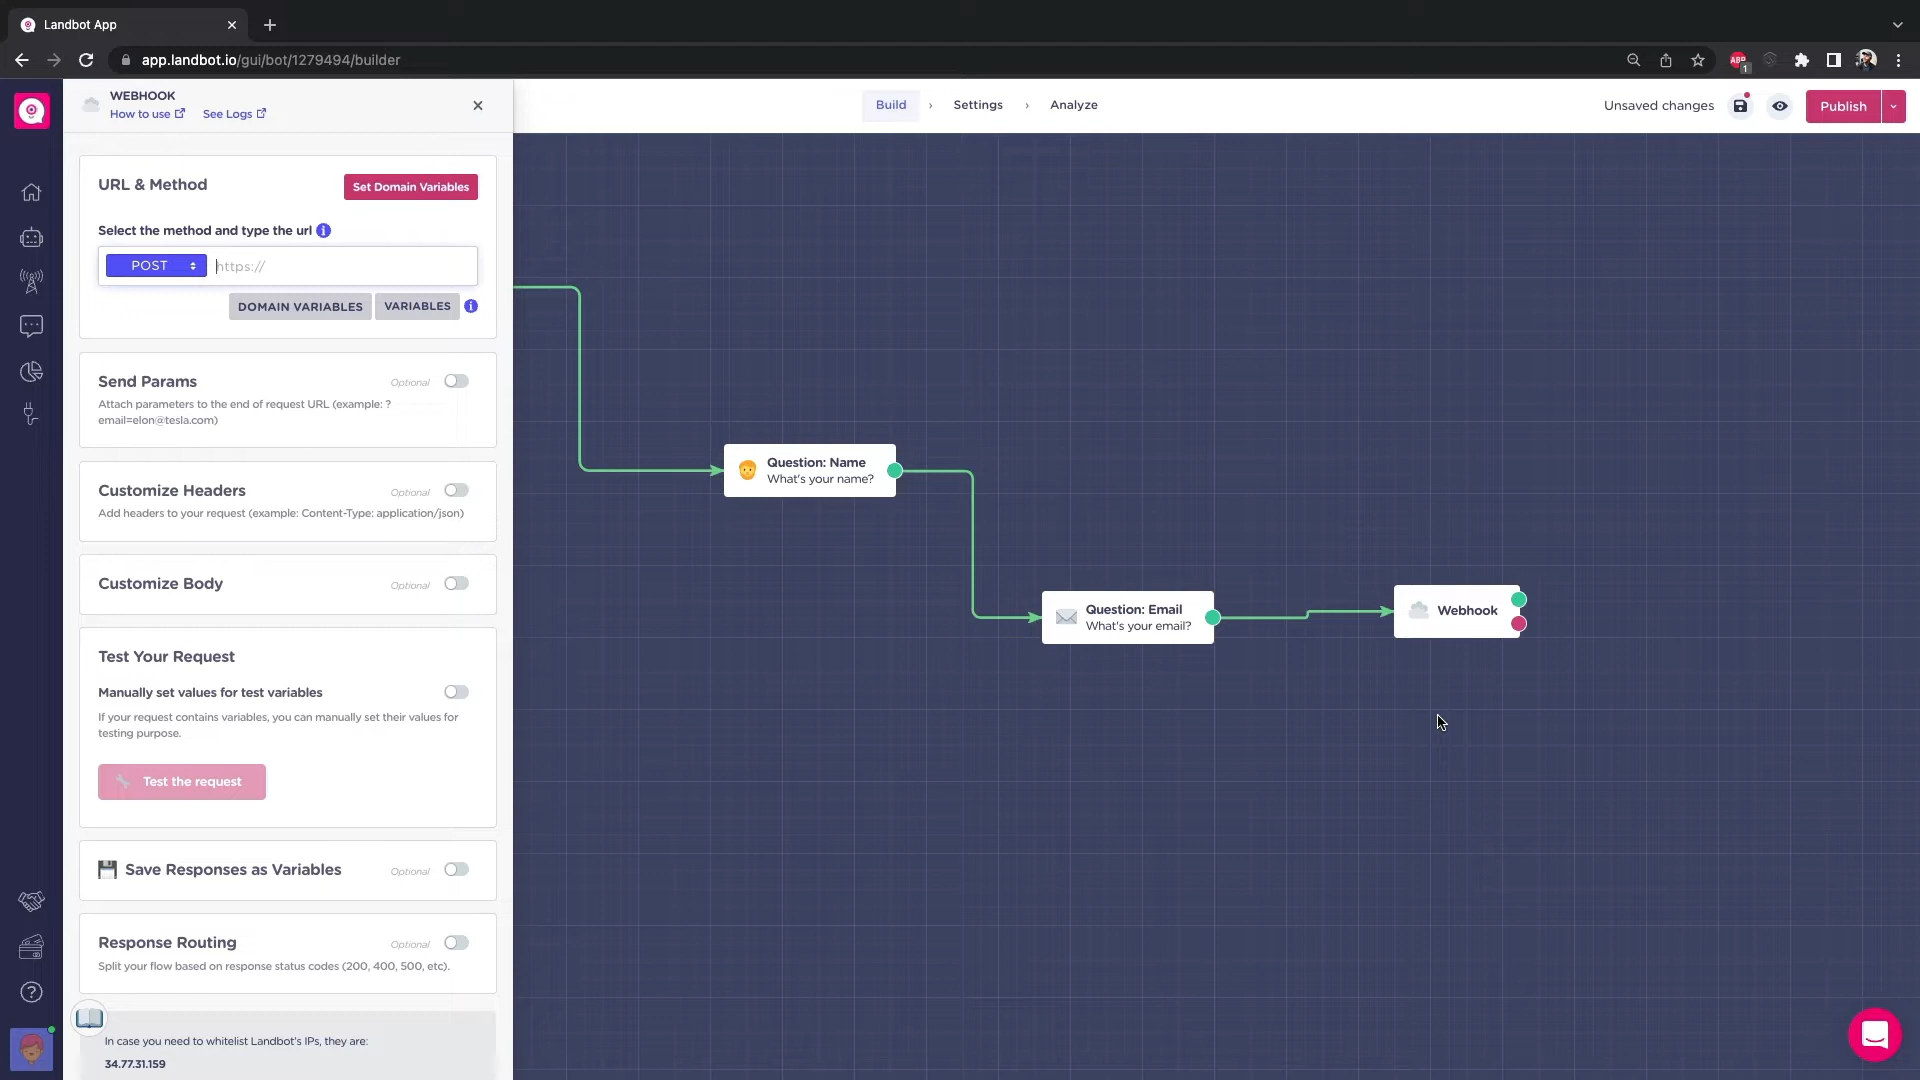 Landbot App
app.landbot.io/gui/bot/1279494/builder
ABP
1
WEBHOOK
How to use
See Logs
Build
Settings
Analyze
Unsaved changes
Publish
URL & Method
Set Domain Variables
Select the method and type the url
POST
https://
DOMAIN VARIABLES
VARIABLES
Send Params
Optional
Attach parameters to the end of request URL (example: ?
email=elon@tesla.com)
Customize Headers
Optional
Add headers to your request (example: Content-Type: application/json)
Customize Body
Optional
Test Your Request
Manually set values for test variables
If your request contains variables, you can manually set their values for
testing purpose.
Test the request
Save Responses as Variables
Optional
Response Routing
Optional
Split your flow based on response status codes (200, 400, 500, etc).
In case you need to whitelist Landbot's IPs, they are:
34.77.31.159
Question: Name
What's your name?
Question: Email
What's your email?
Webhook